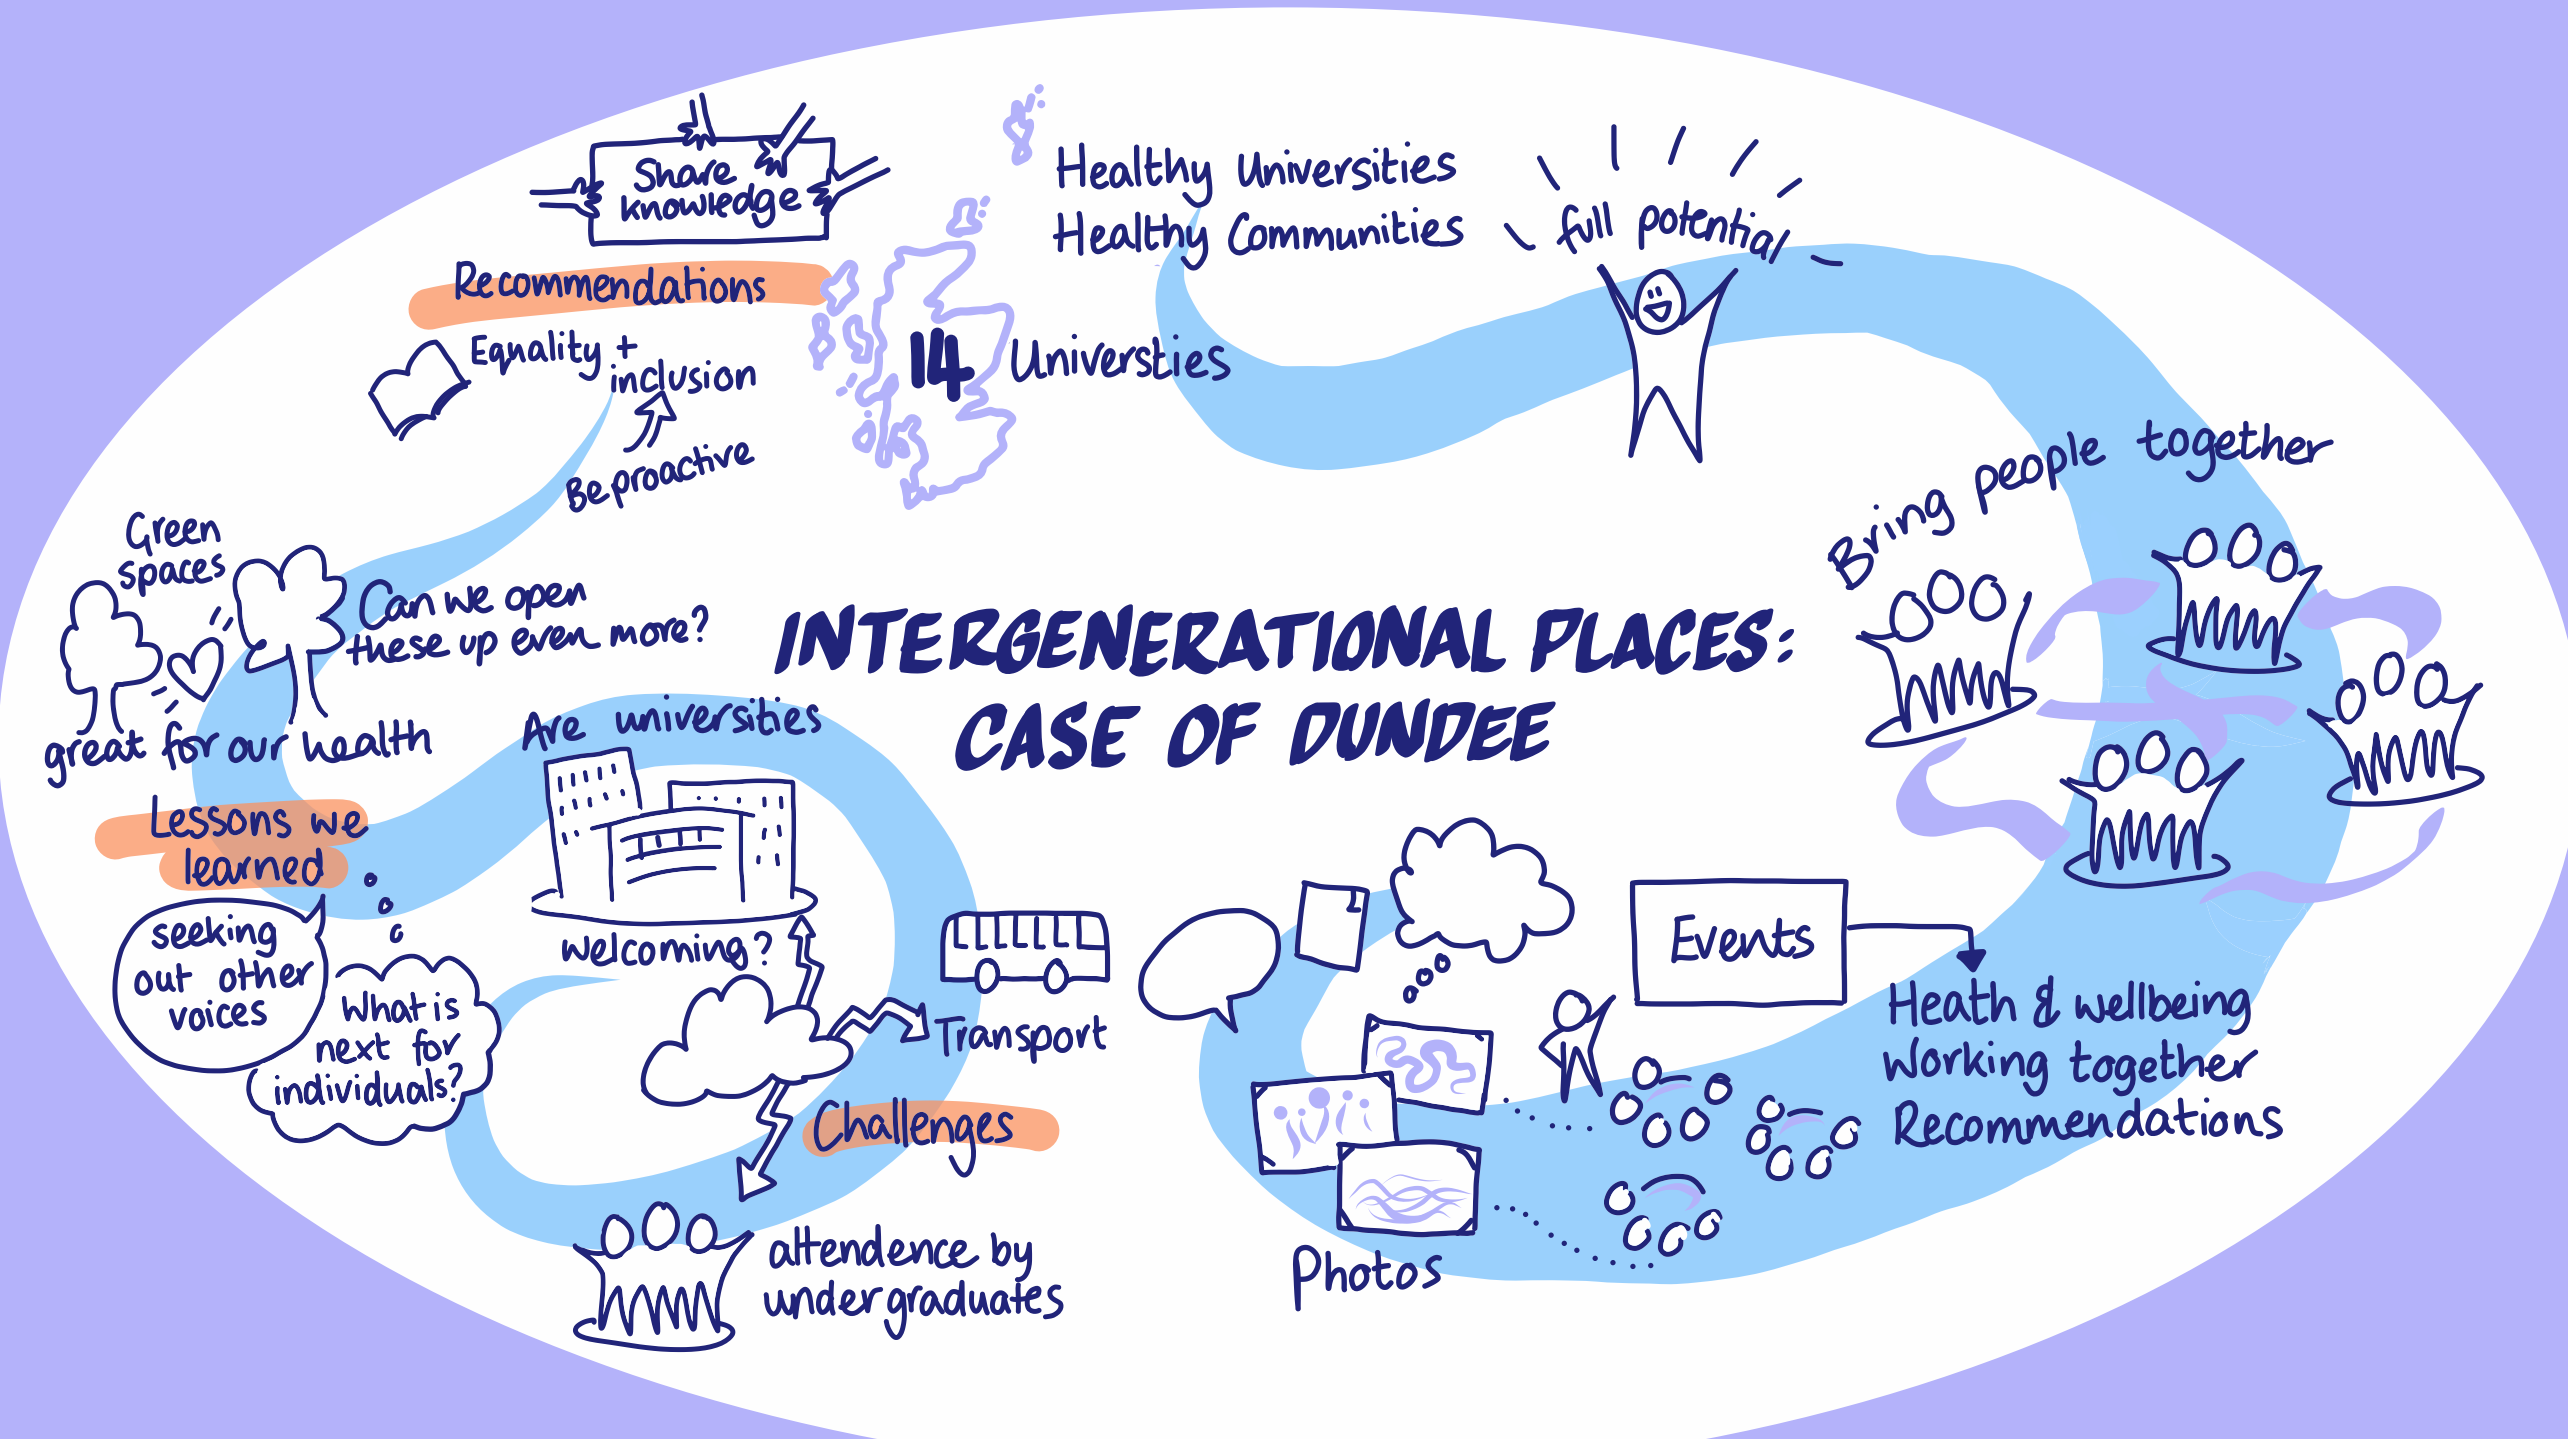 INTERGENERATIONAL PLACES:
CASE OF DUNDEE
Healthy Universities
Healthy Communities
14 Universties
full potential
Bring people together
Events
Heath & wellbeing
Working together
Recommendations
Photos
Are universities
welcoming?
Transport
Challenges
attendence by
undergraduates
Lessons we
learned
seeking
out other
voices
What is
next for
individuals?
Green
spaces
Can we open
these up even more?
great for our health
Recommendations
Share
knowledge
Equality +
inclusion
Be proactive